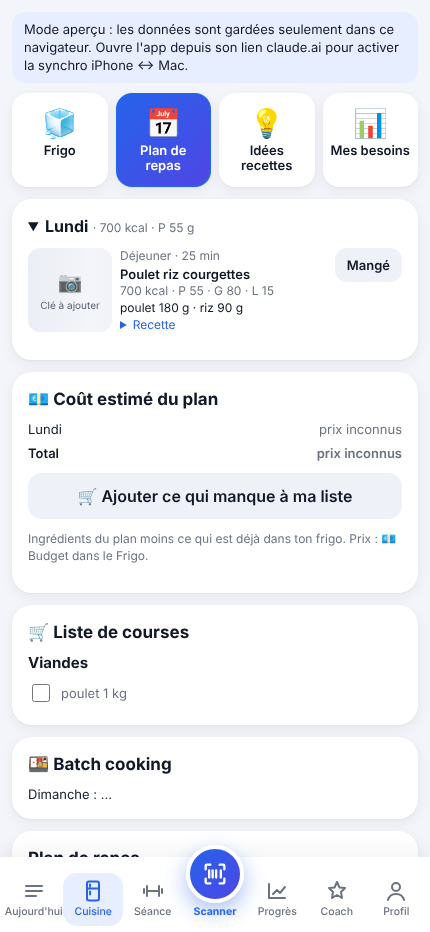 Mode aperçu : les données sont gardées seulement dans ce
navigateur. Ouvre l'app depuis son lien claude.ai pour activer
la synchro iPhone ↔ Mac.
Frigo
Plan de
repas
Idées
recettes
Mes besoins
▼ Lundi · 700 kcal · P 55 g
Déjeuner · 25 min
Poulet riz courgettes
700 kcal · P 55 · G 80 · L 15
poulet 180 g · riz 90 g
▶ Recette
Clé à ajouter
Mangé
Coût estimé du plan
Lundi prix inconnus
Total prix inconnus
Ajouter ce qui manque à ma liste
Ingrédients du plan moins ce qui est déjà dans ton frigo. Prix : 💶
Budget dans le Frigo.
Liste de courses
Viandes
poulet 1 kg
Batch cooking
Dimanche : ...
Plan de repas
Aujourd'hui
Cuisine
Séance
Scanner
Progrès
Coach
Profil